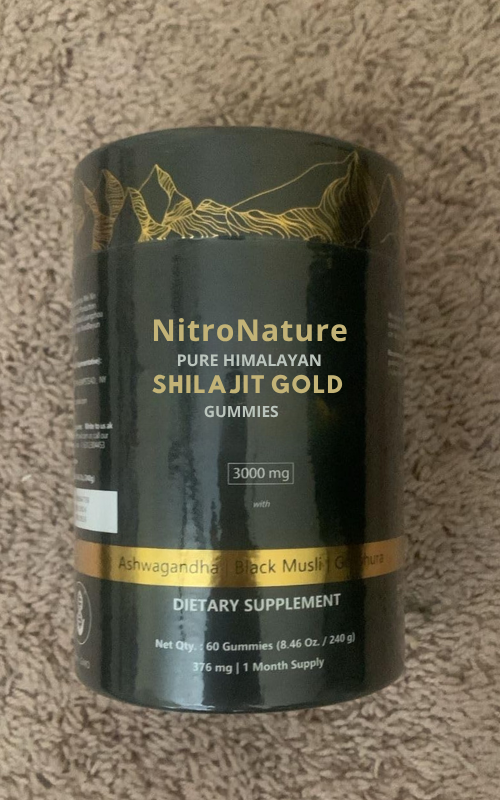 NitroNature
PURE HIMALAYAN
SHILAJIT GOLD
GUMMIES
3000 mg
with
Ashwagandha | Black Musli |
DIETARY SUPPLEMENT
Net Qty. : 60 Gummies (8.46 Oz. / 240 g)
376 mg | 1 Month Supply